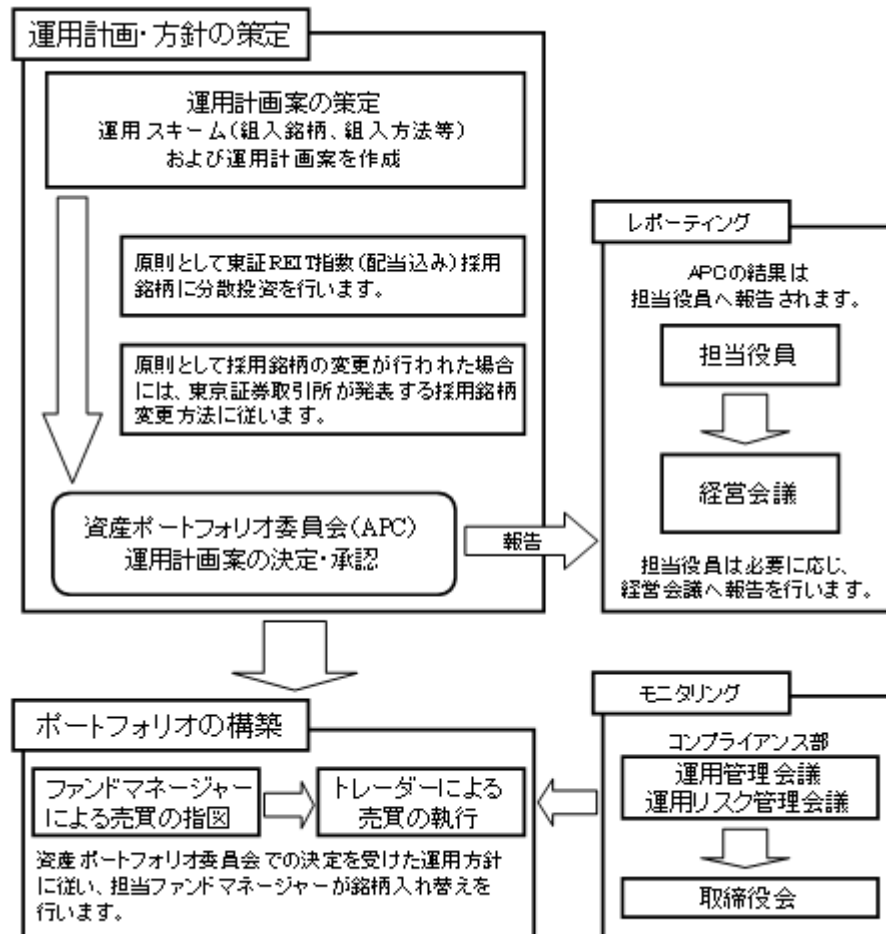 運用計画・方針の策定
運用計画案の策定
運用スキーム(組入銘柄、組入方法等)
および運用計画案を作成
原則として東証REIT指数(配当込み)採用
銘柄に分散投資を行います。
原則として採用銘柄の変更が行われた場合
には、東京証券取引所が発表する採用銘柄
変更方法に従います。
資産ポートフォリオ委員会(APC)
運用計画案の決定・承認
報告
レポーティング
APCの結果は
担当役員へ報告されます。
担当役員
経営会議
担当役員は必要に応じ、
経営会議へ報告を行います。
ポートフォリオの構築
ファンドマネージャー
による売買の指図
トレーダーによる
売買の執行
資産ポートフォリオ委員会での決定を受けた運用方針
に従い、担当ファンドマネージャーが銘柄入れ替えを
行います。
モニタリング
コンプライアンス部
運用管理会議
運用リスク管理会議
取締役会